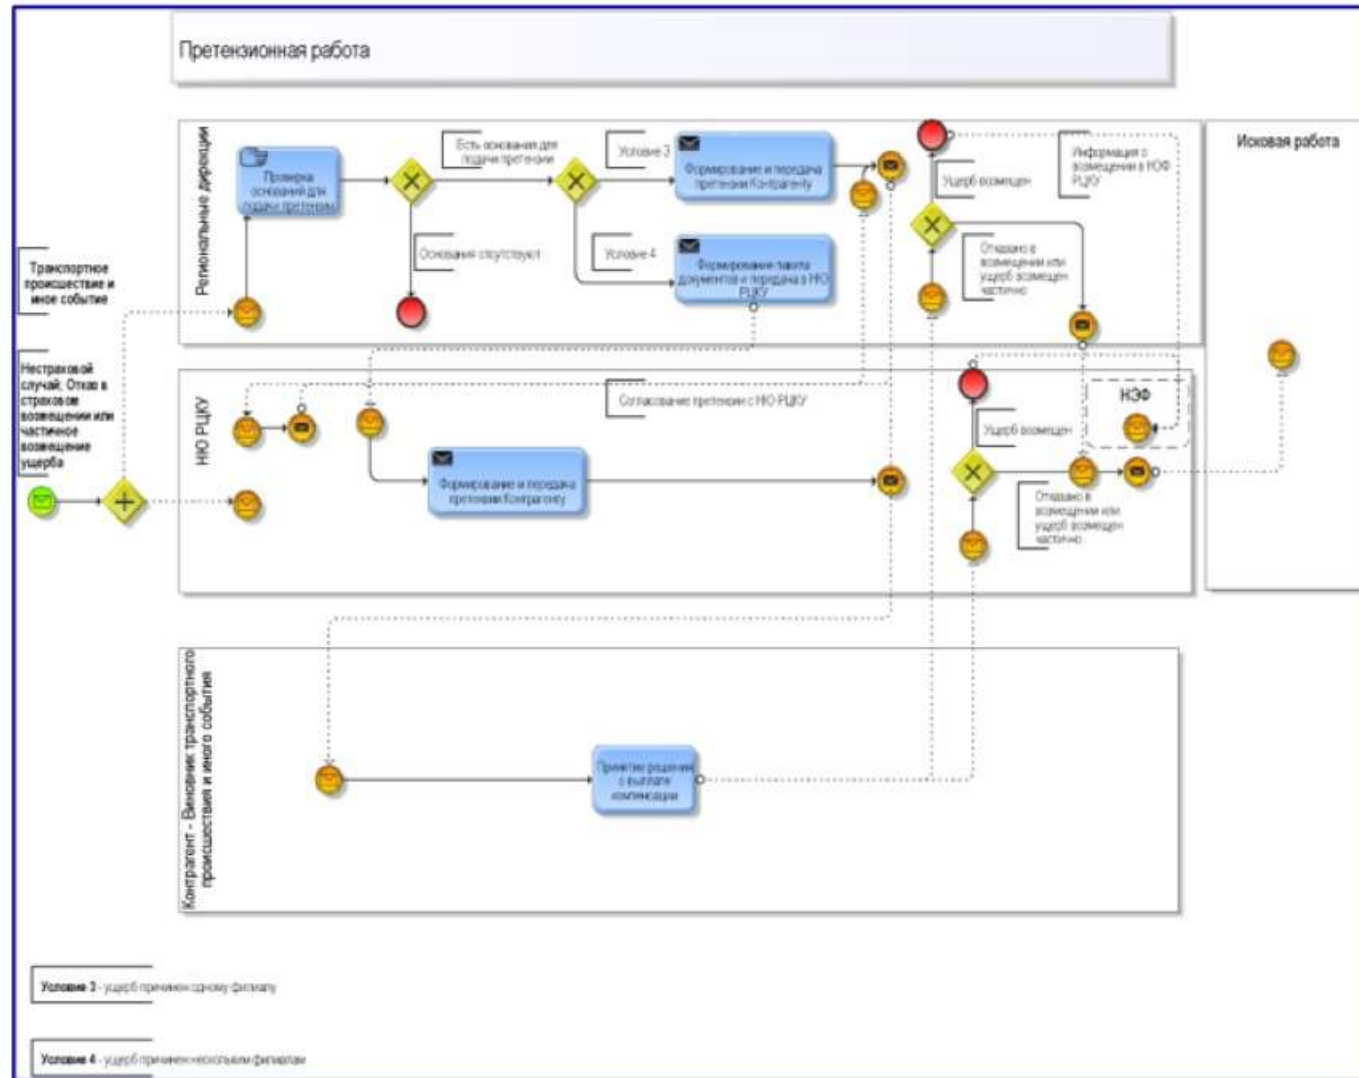 Претензионная работа
Региональные дирекции
Проверка
оснований для
подачи претензии
Есть основания для
подачи претензии
Основания отсутствуют
Условие 3
Формирование и передача
претензии Контрагенту
Условие 4
Формирование пакета
документов и передача в НЮ
РЦКУ
Ущерб возмещен
Отказано в
возмещении или
ущерб возмещен
частично
Информация о
возмещении в НЭФ
РЦКУ
Исковая работа
Транспортное
происшествие и
иное событие
Нестраховой
случай; Отказ в
страховом
возмещении или
частичное
возмещение
ущерба
НЮ РЦКУ
Согласование претензии с НЮ РЦКУ
Формирование и передача
претензии Контрагенту
Ущерб возмещен
НЭФ
Отказано в
возмещении или
ущерб возмещен
частично
Контрагент - Виновник транспортного
происшествия и иного события
Принятие решения
о выплате
компенсации
Условие 3 - ущерб причинен одному филиалу
Условие 4 - ущерб причинен нескольким филиалам